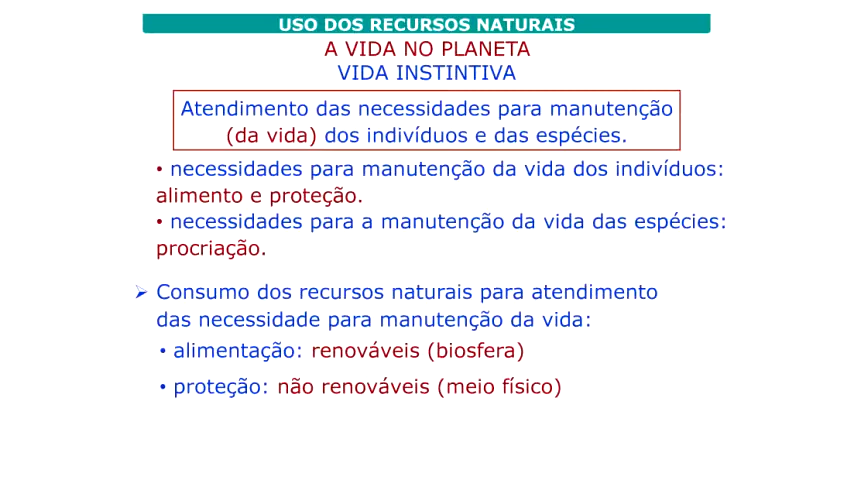 USO DOS RECURSOS NATURAIS
A VIDA NO PLANETA
VIDA INSTINTIVA
Atendimento das necessidades para manutenção
(da vida) dos indivíduos e das espécies.
• necessidades para manutenção da vida dos indivíduos:
alimento e proteção.
• necessidades para a manutenção da vida das espécies:
procriação.
➢ Consumo dos recursos naturais para atendimento
das necessidade para manutenção da vida:
• alimentação: renováveis (biosfera)
• proteção: não renováveis (meio físico)